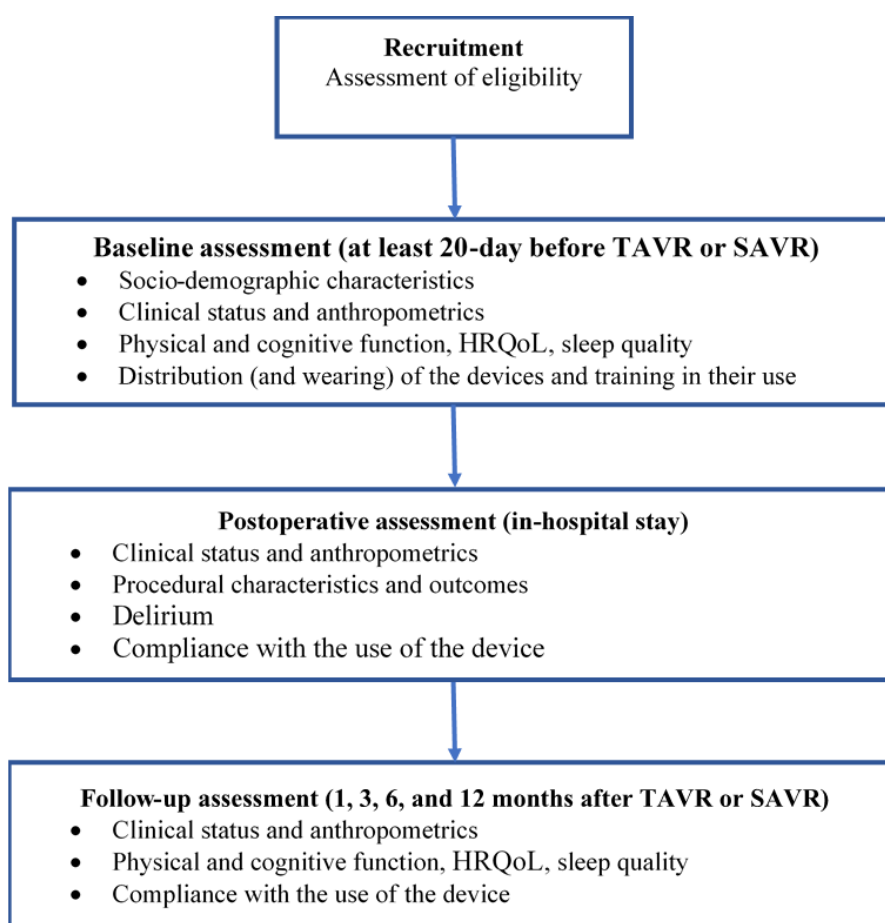 Recruitment
Assessment of eligibility
Baseline assessment (at least 20-day before TAVR or SAVR)
• Socio-demographic characteristics
• Clinical status and anthropometrics
• Physical and cognitive function, HRQoL, sleep quality
• Distribution (and wearing) of the devices and training in their use
Postoperative assessment (in-hospital stay)
• Clinical status and anthropometrics
• Procedural characteristics and outcomes
• Delirium
• Compliance with the use of the device
Follow-up assessment (1, 3, 6, and 12 months after TAVR or SAVR)
• Clinical status and anthropometrics
• Physical and cognitive function, HRQoL, sleep quality
• Compliance with the use of the device